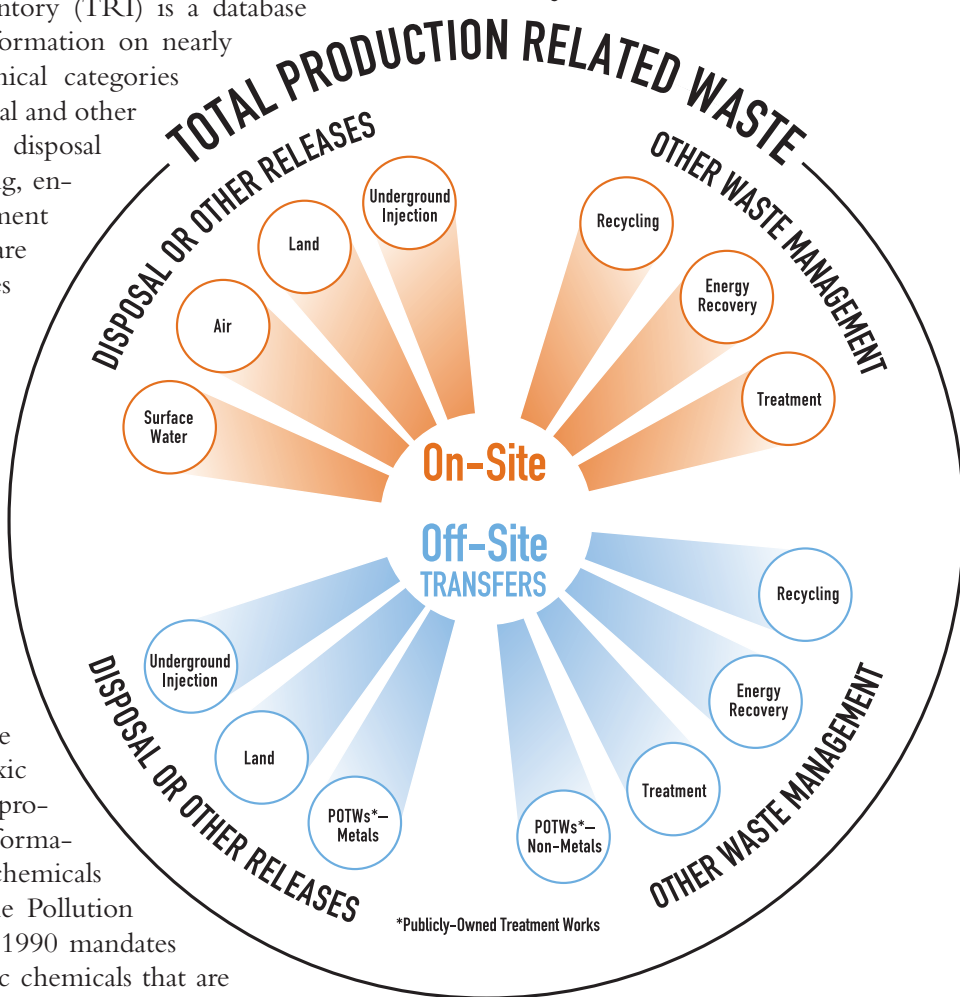 ntory (TRI) is a database
formation on nearly
nical categories
al and other
disposal
g, en-
ment
are
es
TOTAL PRODUCTION RELATED WASTE
DISPOSAL OR OTHER RELEASES
Underground
Injection
Land
Air
Surface
Water
OTHER WASTE MANAGEMENT
Recycling
Energy
Recovery
Treatment
On-Site
Off-Site
TRANSFERS
Underground
Injection
Land
POTWs*–
Metals
DISPOSAL OR OTHER RELEASES
Recycling
Energy
Recovery
Treatment
POTWs*–
Non-Metals
OTHER WASTE MANAGEMENT
*Publicly-Owned Treatment Works
e
xic
pro-
forma-
chemicals
e Pollution
1990 mandates
c chemicals that are